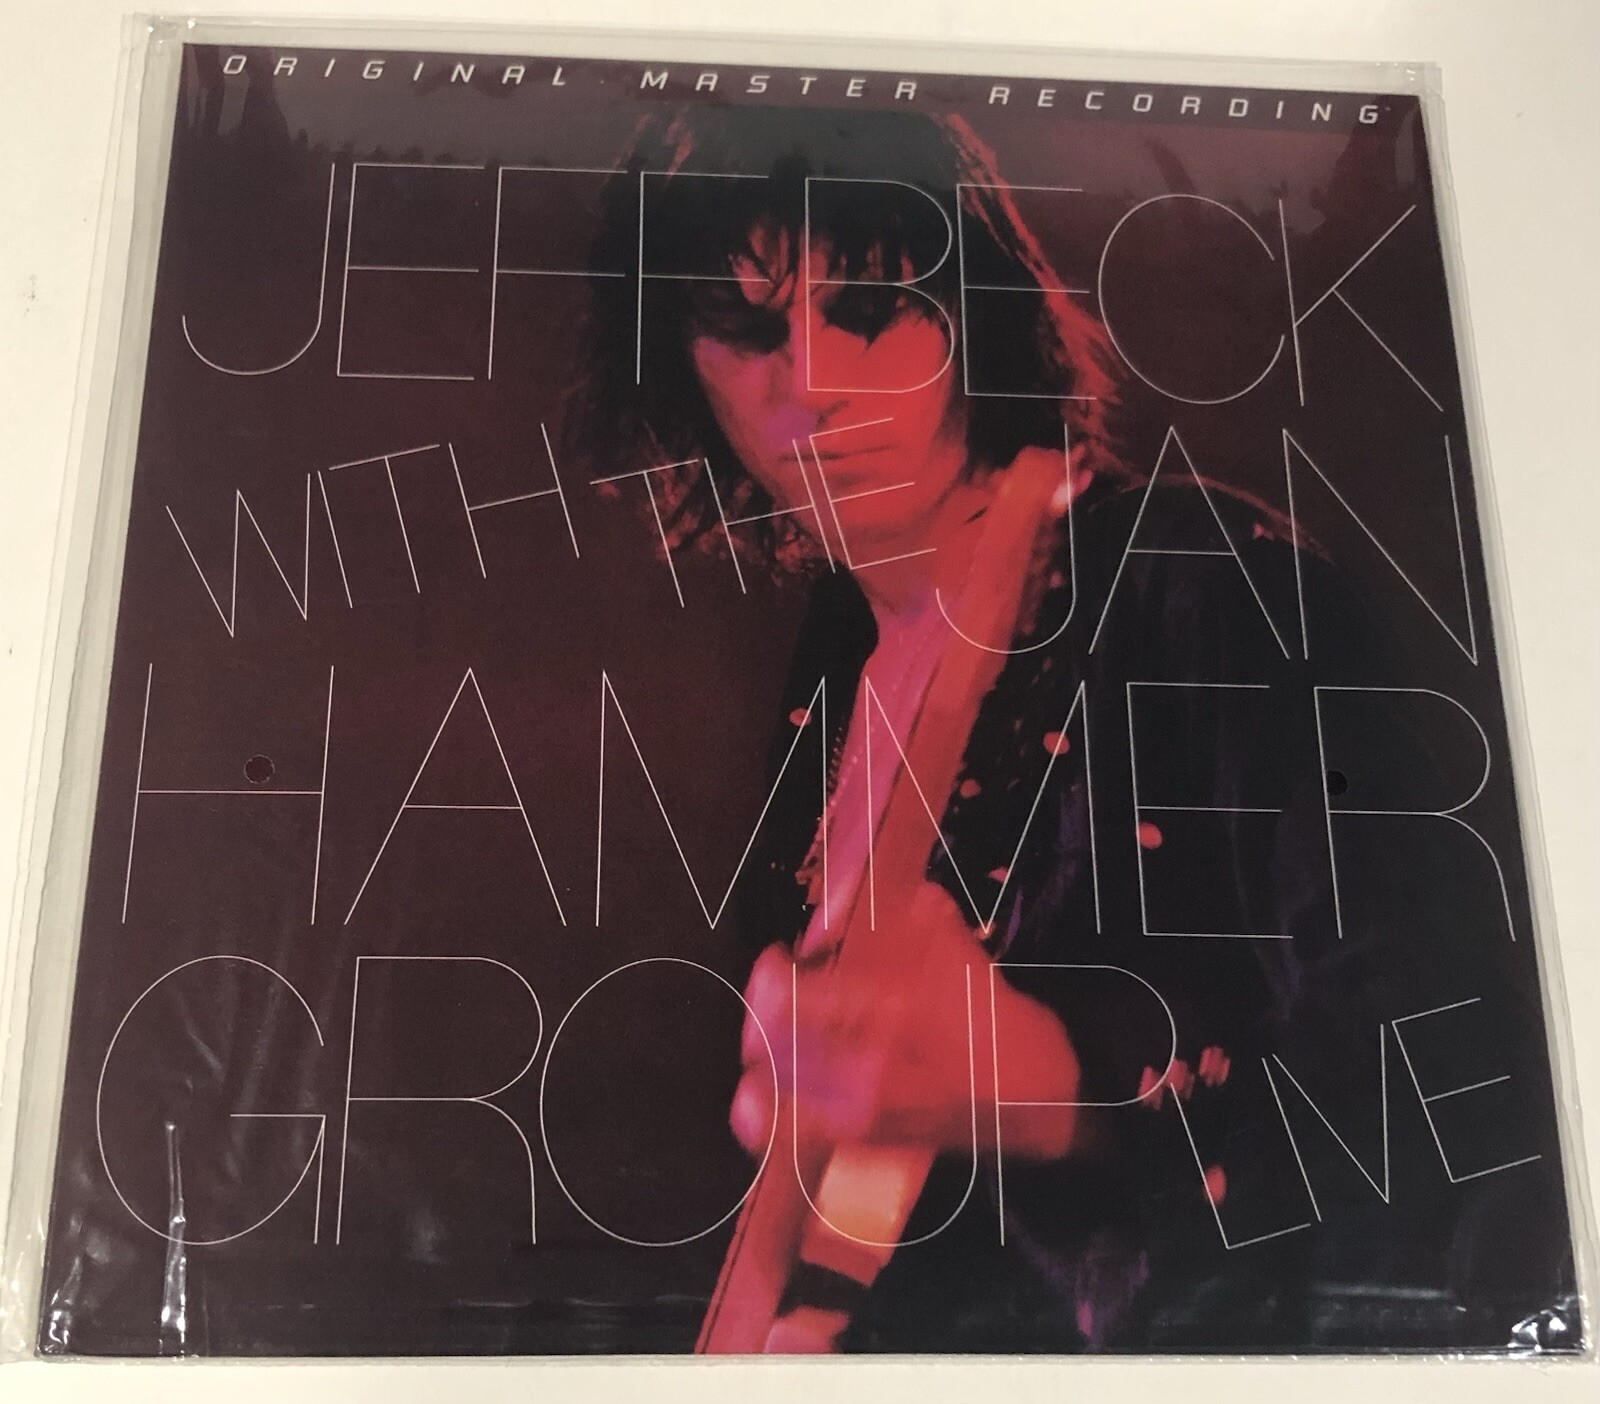 ORIGINAL MASTER RECORDING
JEFF BECK
WITH THE JAN
HAMMER
GROUP LIVE